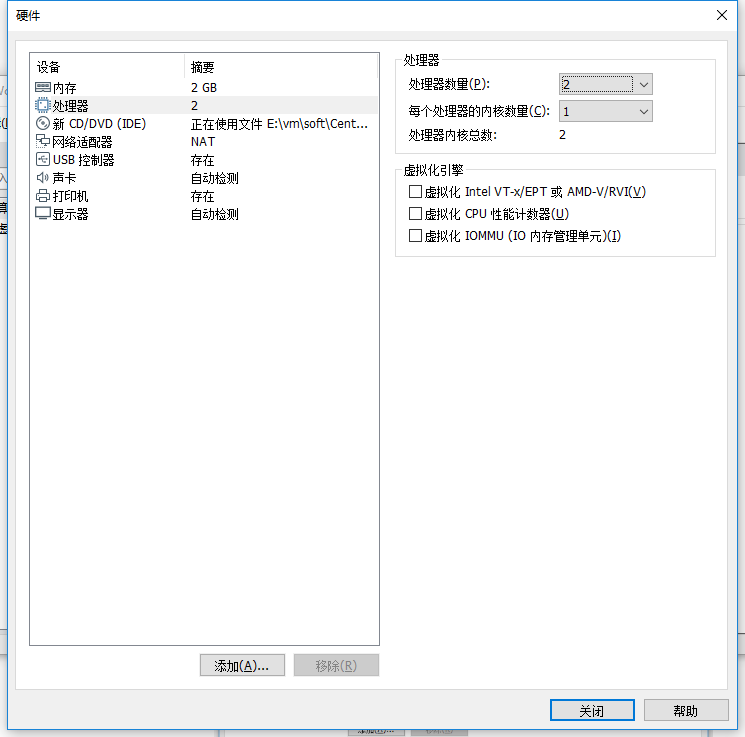 硬件
设备 摘要
内存 2 GB
处理器 2
新 CD/DVD (IDE) 正在使用文件 E:\vm\soft\Cent...
网络适配器 NAT
USB 控制器 存在
声卡 自动检测
打印机 存在
显示器 自动检测
添加(A)... 移除(R)
处理器
处理器数量(P): 2
每个处理器的内核数量(C): 1
处理器内核总数: 2
虚拟化引擎
虚拟化 Intel VT-x/EPT 或 AMD-V/RVI(V)
虚拟化 CPU 性能计数器(U)
虚拟化 IOMMU (IO 内存管理单元)(I)
关闭 帮助